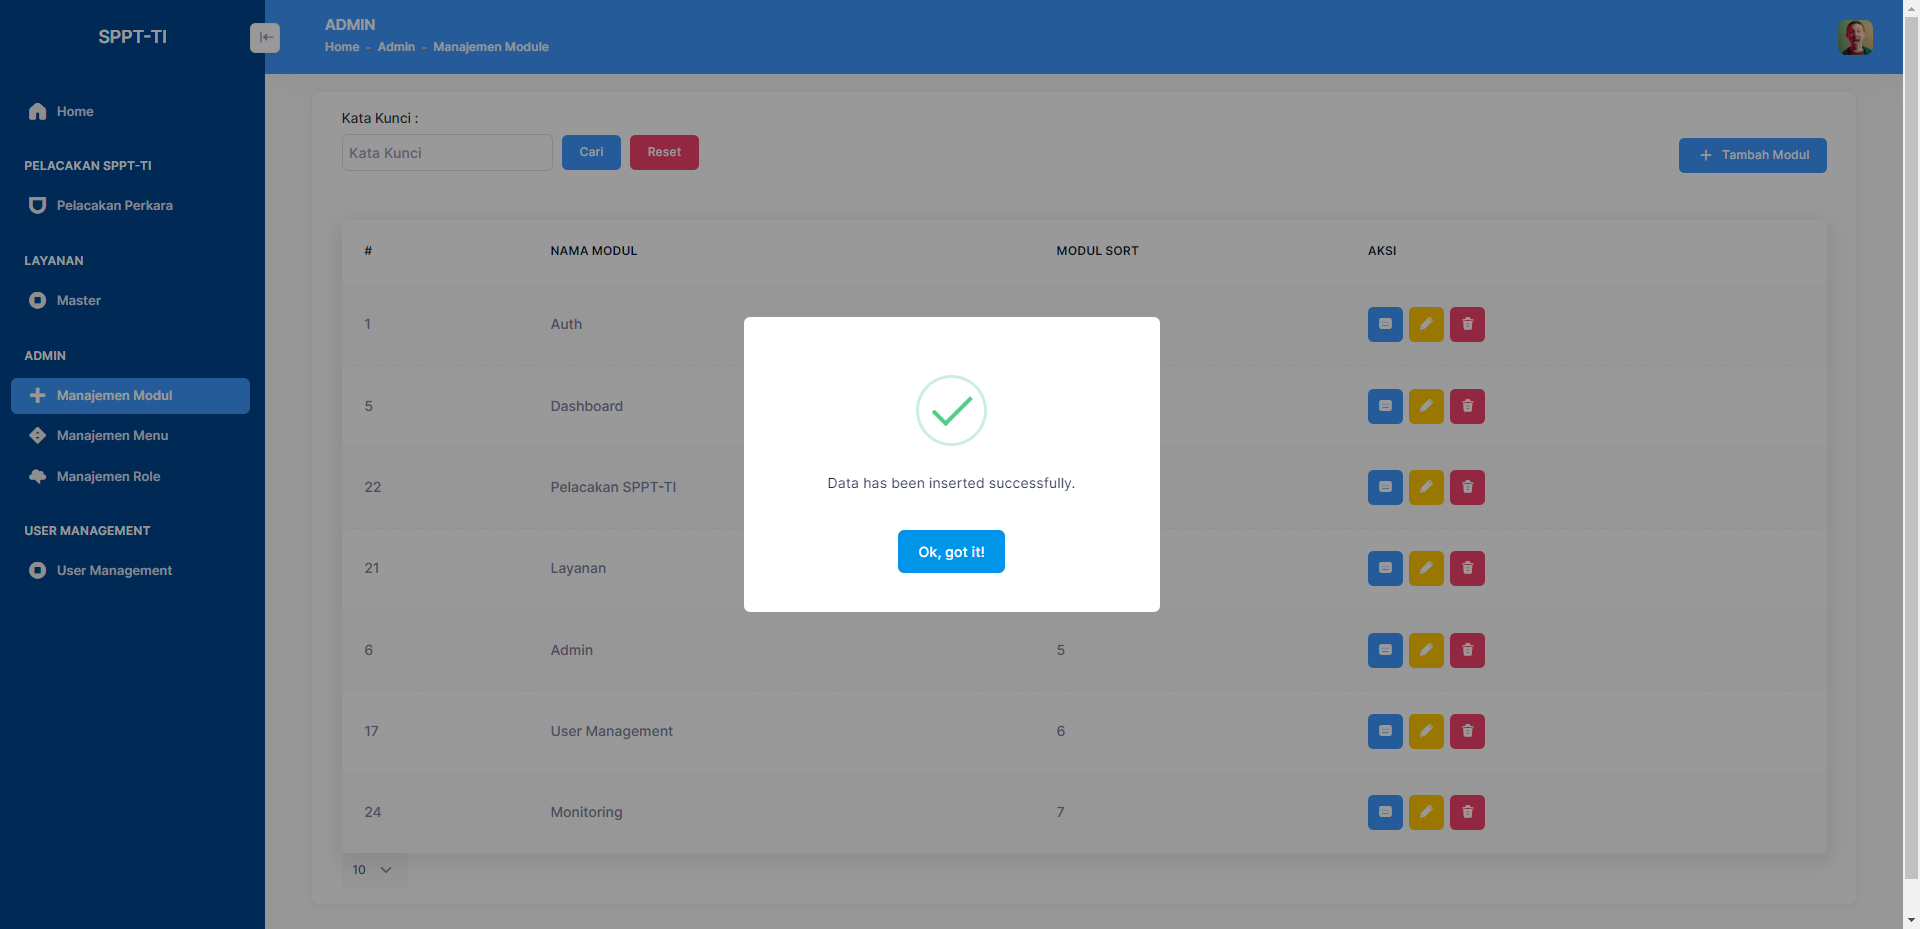 SPPT-TI
Home
PELACAKAN SPPT-TI
Pelacakan Perkara
LAYANAN
Master
ADMIN
Manajemen Modul
Manajemen Menu
Manajemen Role
USER MANAGEMENT
User Management
ADMIN
Home - Admin - Manajemen Module
Kata Kunci :
Kata Kunci
Cari
Reset
Tambah Modul
# NAMA MODUL MODUL SORT AKSI
1 Auth
5 Dashboard
22 Pelacakan SPPT-TI
21 Layanan
6 Admin 5
17 User Management 6
24 Monitoring 7
10
Data has been inserted successfully.
Ok, got it!